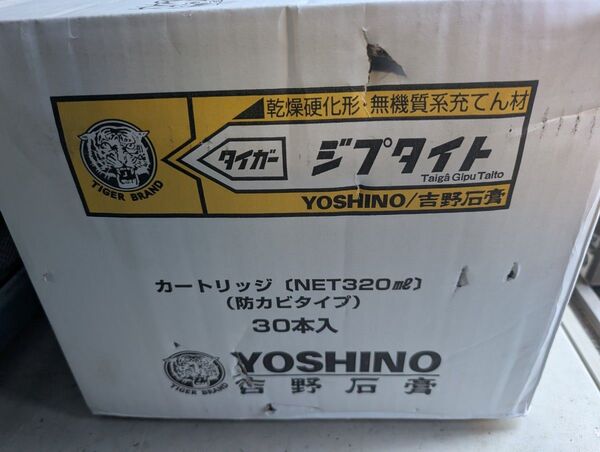 乾燥硬化形・無機質系充てん材
タイガー ジプタイト
Taigā Gipu Taito
TIGER BRAND
YOSHINO/吉野石膏
カートリッジ〔NET320㎖〕
(防カビタイプ)
30本入
YOSHINO
TIGER BRAND
吉野石膏